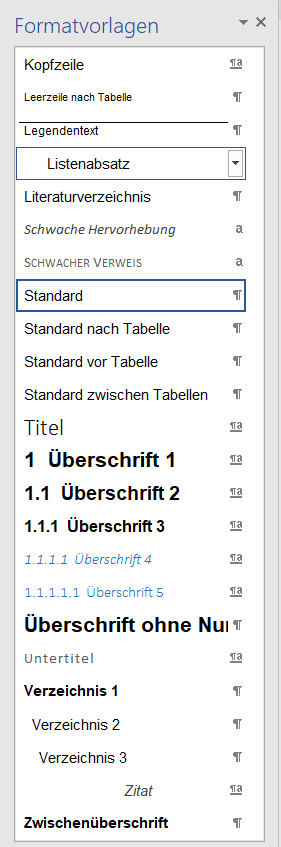 Formatvorlagen
Kopfzeile ¶a
Leerzeile nach Tabelle ¶
Legendentext ¶
Listenabsatz
Literaturverzeichnis ¶
Schwache Hervorhebung a
SCHWACHER VERWEIS a
Standard ¶
Standard nach Tabelle ¶
Standard vor Tabelle ¶
Standard zwischen Tabellen ¶
Titel ¶a
1 Überschrift 1 ¶a
1.1 Überschrift 2 ¶a
1.1.1 Überschrift 3 ¶a
1.1.1.1 Überschrift 4 ¶a
1.1.1.1.1 Überschrift 5 ¶a
Überschrift ohne Nu ¶
Untertitel ¶a
Verzeichnis 1 ¶
Verzeichnis 2 ¶
Verzeichnis 3 ¶
Zitat ¶a
Zwischenüberschrift ¶